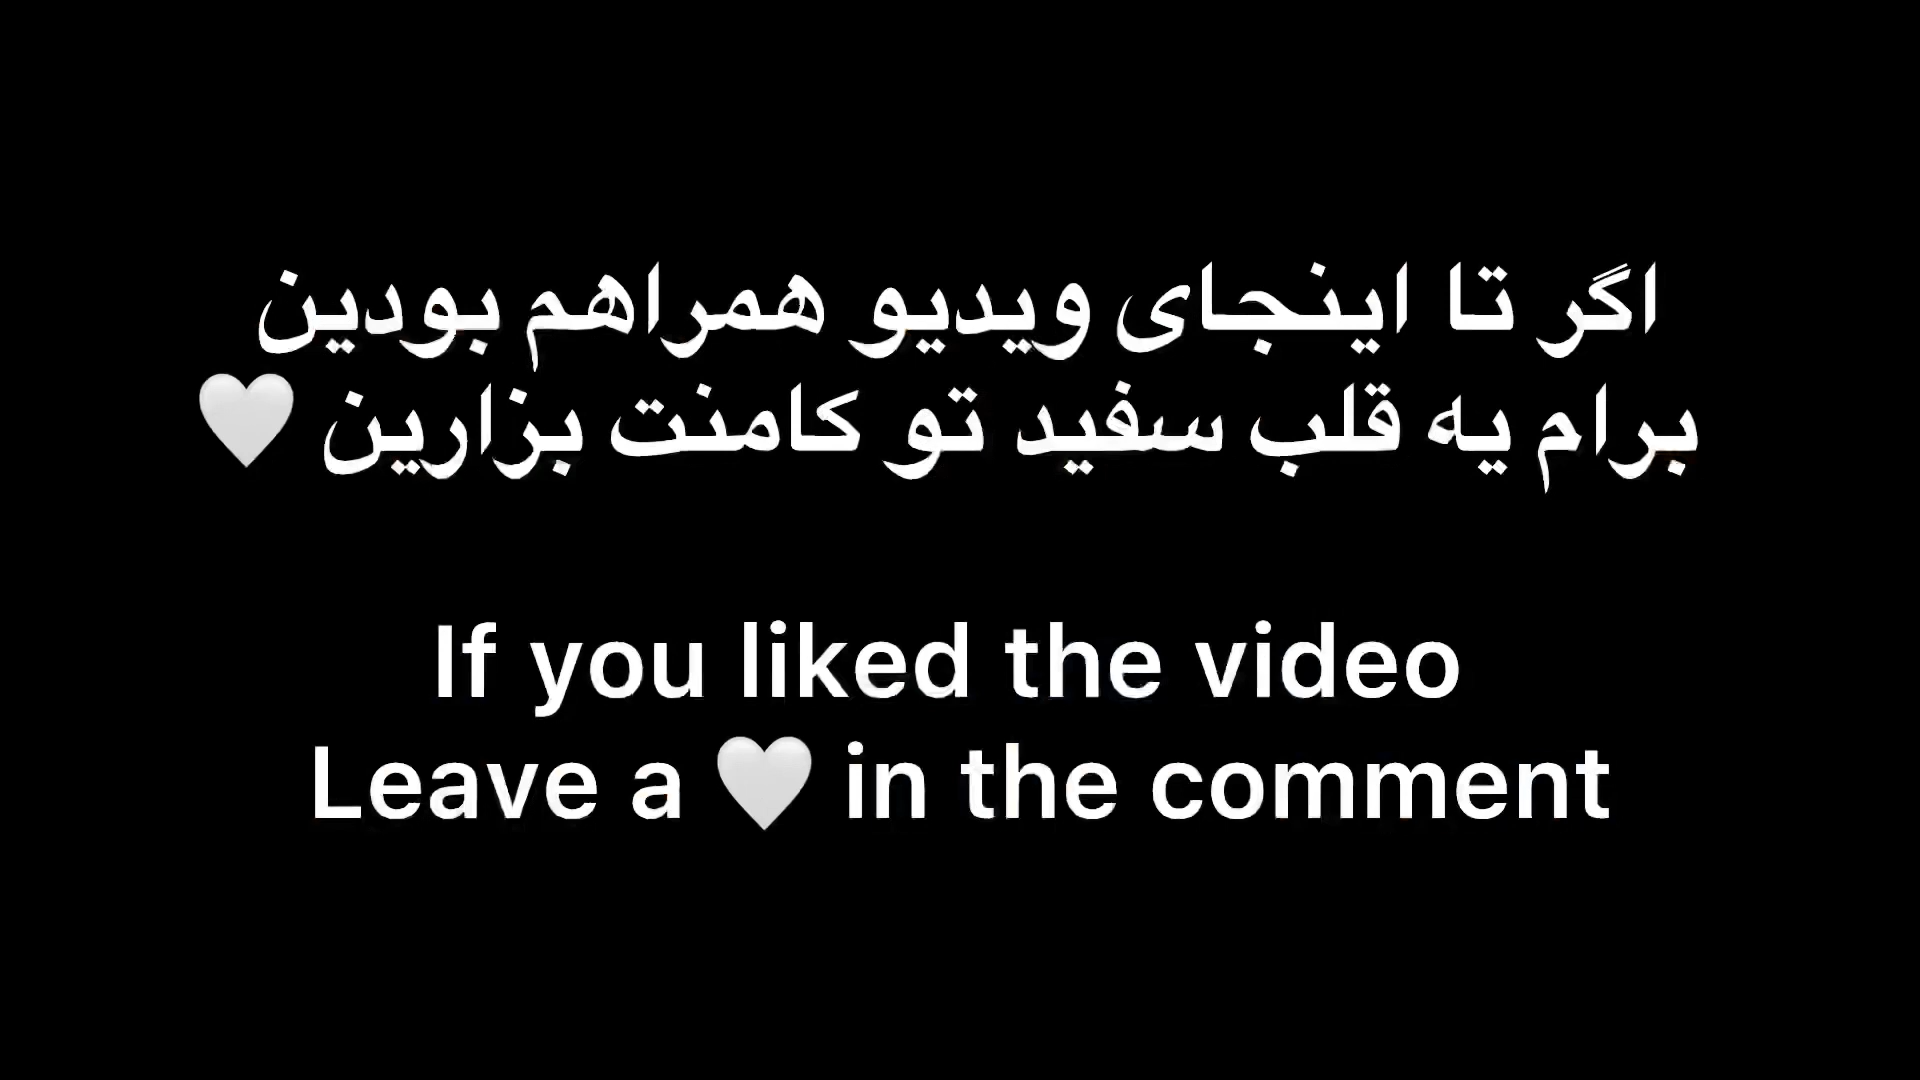 اگر تا اینجای ویدیو همراهم بودین
برام یه قلب سفید تو کامنت بزارین 🤍
If you liked the video
Leave a 🤍 in the comment